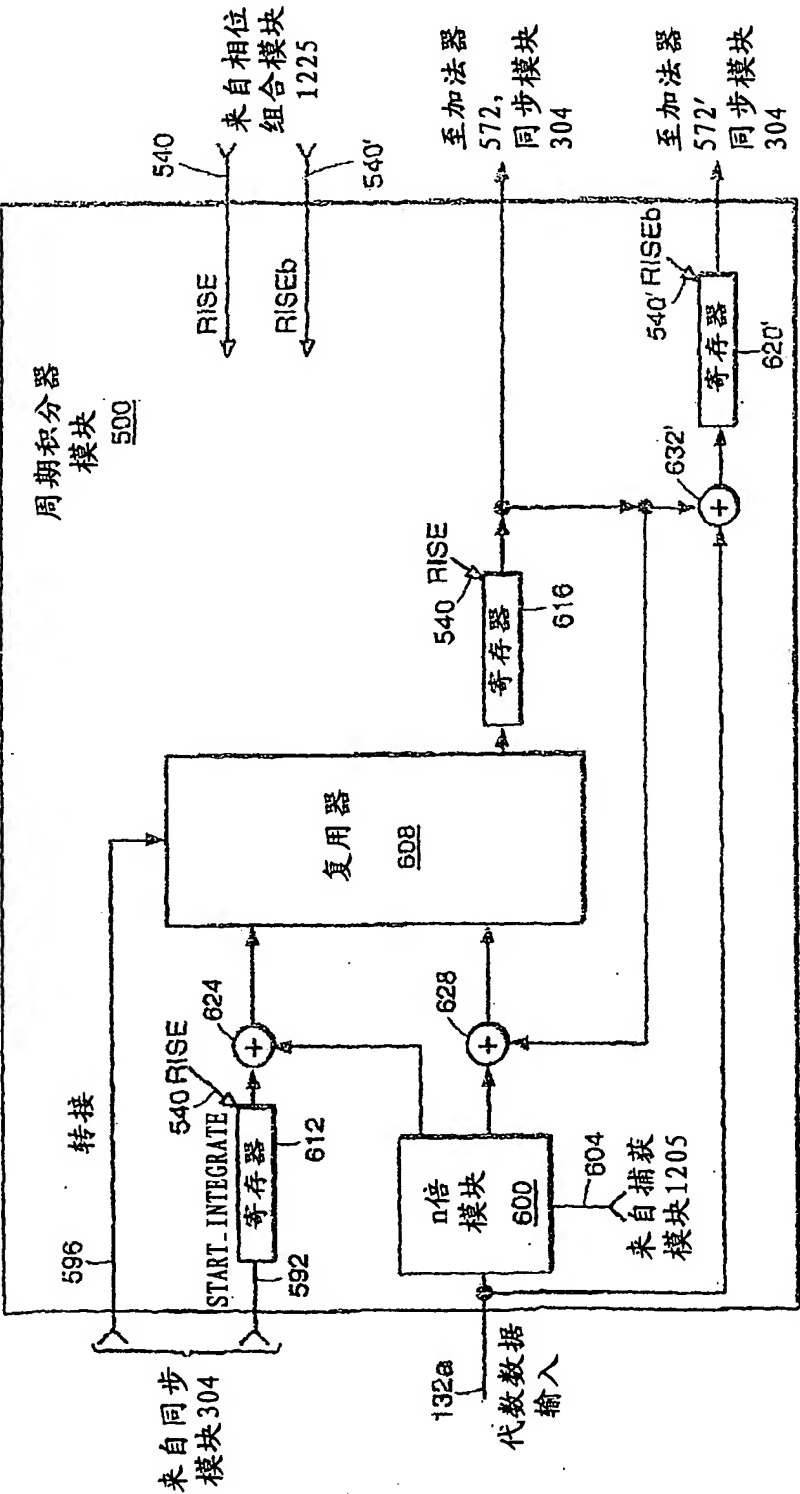 周期积分器
模块
500
来自相位
组合模块
1225
540
540'
RISE
RISEb
来自同步
模块304
596
转接
START_INTEGRATE
592
寄存器
612
540 RISE
624
复用器
608
628
n倍
模块
600
604
来自捕获
模块1205
132a
代数数据
输入
540 RISE
寄存器
616
至加法器
572,
同步模块
304
632'
540' RISEb
寄存器
620'
至加法器
572'
同步模块
304